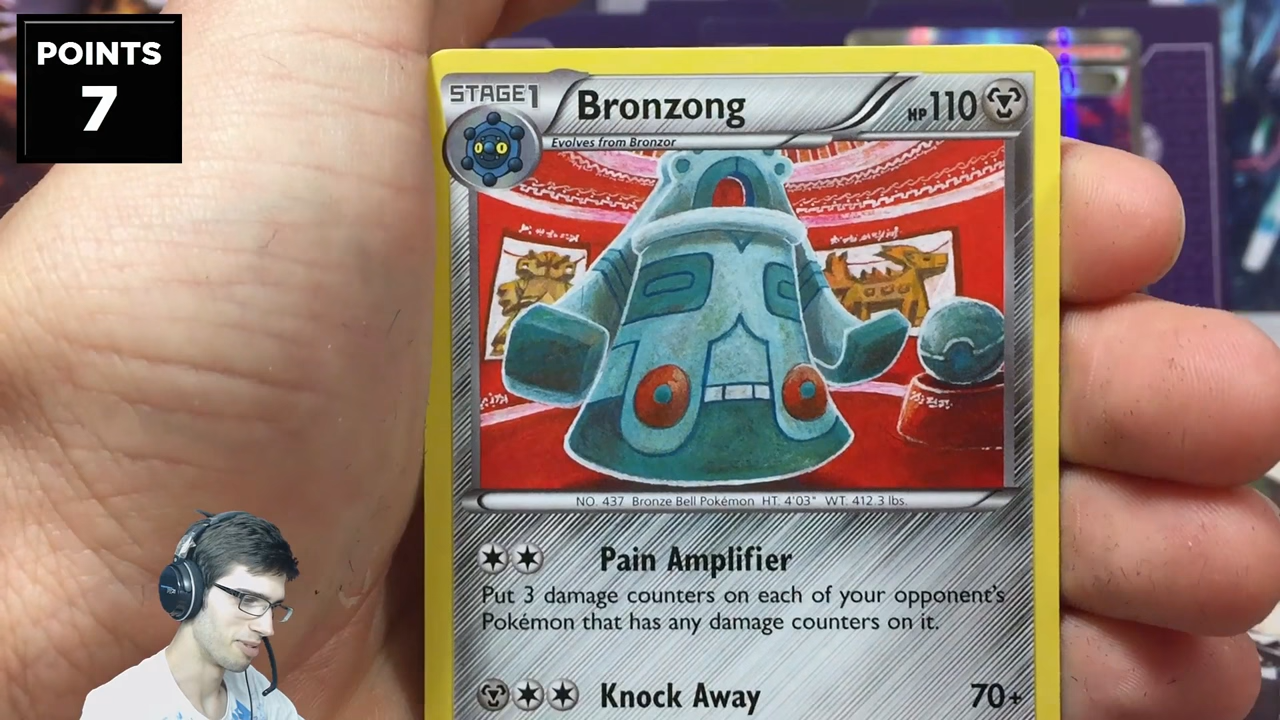 POINTS
7
STAGE1
Bronzong
HP110
Evolves from Bronzor
NO. 437 Bronze Bell Pokémon HT: 4'03" WT: 412.3 lbs.
Pain Amplifier
Put 3 damage counters on each of your opponent's
Pokémon that has any damage counters on it.
Knock Away 70+